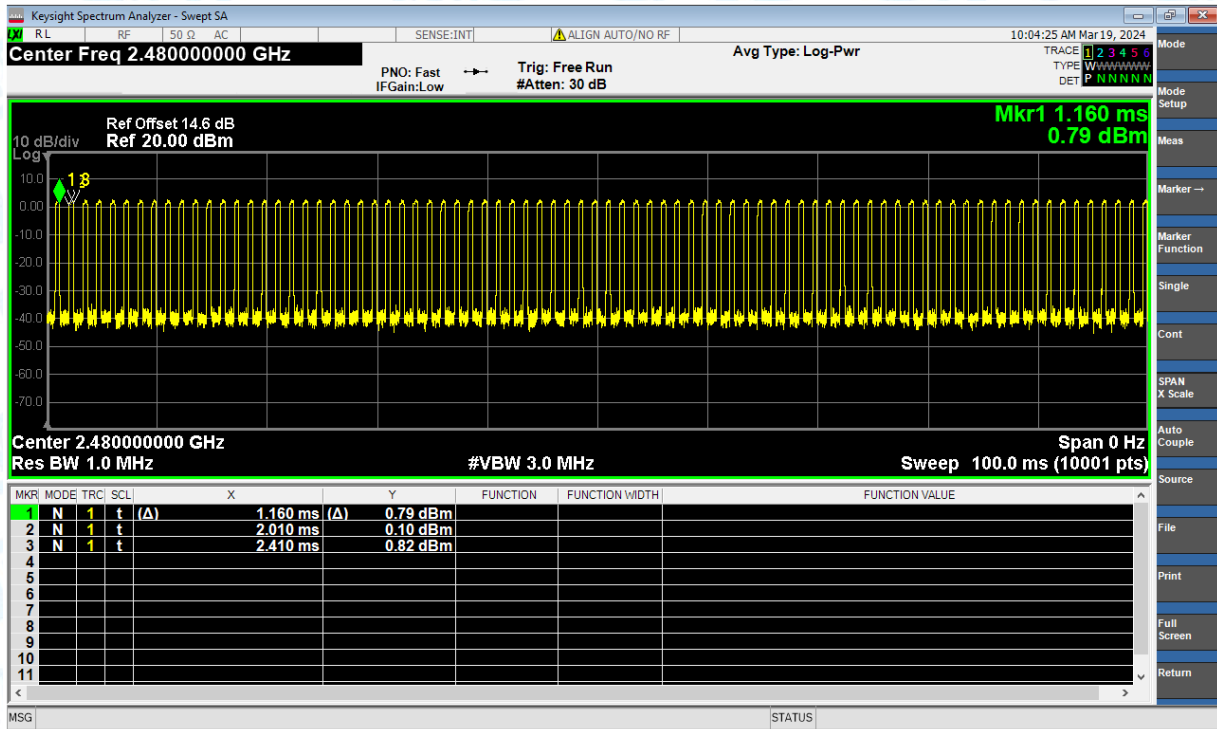 Keysight Spectrum Analyzer - Swept SA
LXI RL RF 50 Ω AC SENSE:INT ALIGN AUTO/NO RF 10:04:25 AM Mar 19, 2024
Center Freq 2.480000000 GHz
Avg Type: Log-Pwr
TRACE 1 2 3 4 5 6
PNO: Fast Trig: Free Run
TYPE W
IFGain:Low #Atten: 30 dB
DET P N N N N N
Mkr1 1.160 ms
0.79 dBm
Ref Offset 14.6 dB
10 dB/div Ref 20.00 dBm
Log
10.0
0.00
-10.0
-20.0
-30.0
-40.0
-50.0
-60.0
-70.0
1 2 3
Center 2.480000000 GHz Span 0 Hz
Res BW 1.0 MHz #VBW 3.0 MHz Sweep 100.0 ms (10001 pts)
MKR MODE TRC SCL X Y FUNCTION FUNCTION WIDTH FUNCTION VALUE
1 N 1 t (Δ) 1.160 ms (Δ) 0.79 dBm
2 N 1 t 2.010 ms 0.10 dBm
3 N 1 t 2.410 ms 0.82 dBm
4
5
6
7
8
9
10
11
MSG STATUS
Mode
Mode
Setup
Meas
Marker →
Marker
Function
Single
Cont
SPAN
X Scale
Auto
Couple
Source
File
Print
Full
Screen
Return